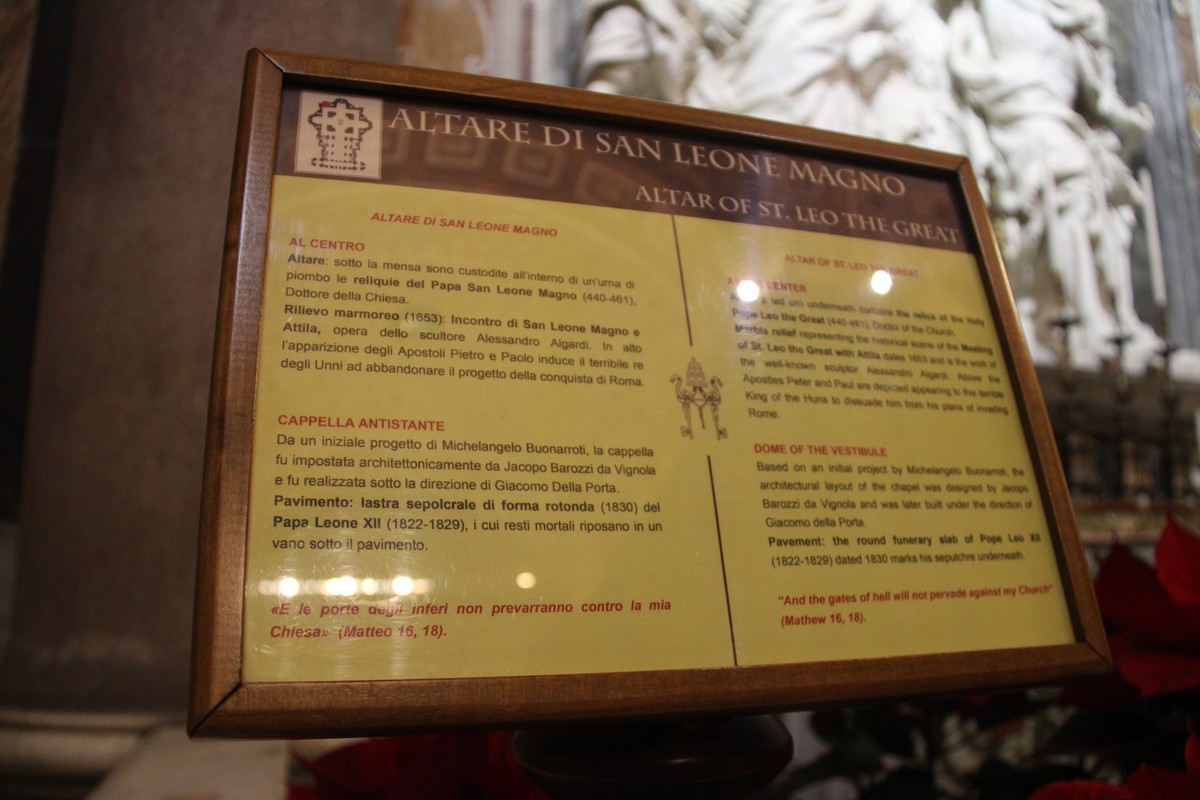 ALTARE DI SAN LEONE MAGNO
ALTAR OF ST. LEO THE GREAT
ALTARE DI SAN LEONE MAGNO
AL CENTRO
Altare: sotto la mensa sono custodite all'interno di un'urna di
piombo le reliquie del Papa San Leone Magno (440-461),
Dottore della Chiesa.
Rilievo marmoreo (1653): Incontro di San Leone Magno e
Attila, opera dello scultore Alessandro Algardi. In alto
l'apparizione degli Apostoli Pietro e Paolo induce il terribile re
degli Unni ad abbandonare il progetto della conquista di Roma.
CAPPELLA ANTISTANTE
Da un iniziale progetto di Michelangelo Buonarroti, la cappella
fu impostata architettonicamente da Jacopo Barozzi da Vignola
e fu realizzata sotto la direzione di Giacomo Della Porta.
Pavimento: lastra sepolcrale di forma rotonda (1830) del
Papa Leone XII (1822-1829), i cui resti mortali riposano in un
vano sotto il pavimento.
«E le porte degli inferi non prevarranno contro la mia
Chiesa» (Matteo 16, 18).
ALTAR OF ST. LEO THE GREAT
CENTER
a led urn underneath contains the relics of the Holy
Pope Leo the Great (440-461), Doctor of the Church.
Marble relief representing the historical scene of the Meeting
of St. Leo the Great with Attila dates 1653 and is the work of
the well-known sculptor Alessandro Algardi. Above the
Apostles Peter and Paul are depicted appearing to this terrible
King of the Huns to dissuade him from his plans of invading
Rome.
DOME OF THE VESTIBULE
Based on an initial project by Michelangelo Buonarroti, the
architectural layout of the chapel was designed by Jacopo
Barozzi da Vignola and was later built under the direction of
Giacomo della Porta.
Pavement: the round funerary slab of Pope Leo XII
(1822-1829) dated 1830 marks his sepulchre underneath.
"And the gates of hell will not pervade against my Church"
(Mathew 16, 18).